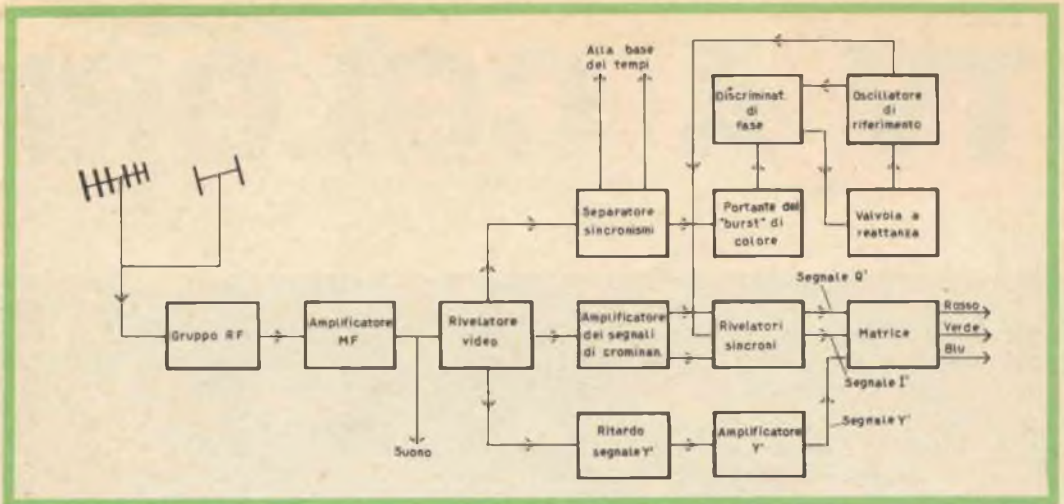 Alla base
dei tempi
Discriminat.
di
fase
Oscillatore
di
riferimento
Separatore
sincronismi
Portante del
"burst" di
colore
Valvola a
reattanza
Segnale Q'
Gruppo RF
Amplificatore
MF
Rivelatore
video
Amplificatore
dei segnali
di crominan.
Rivelatori
sincroni
Matrice
Rosso
Verde
Blu
Segnale I'
Suono
Ritardo
segnale Y'
Amplificatore
Y'
Segnale Y'